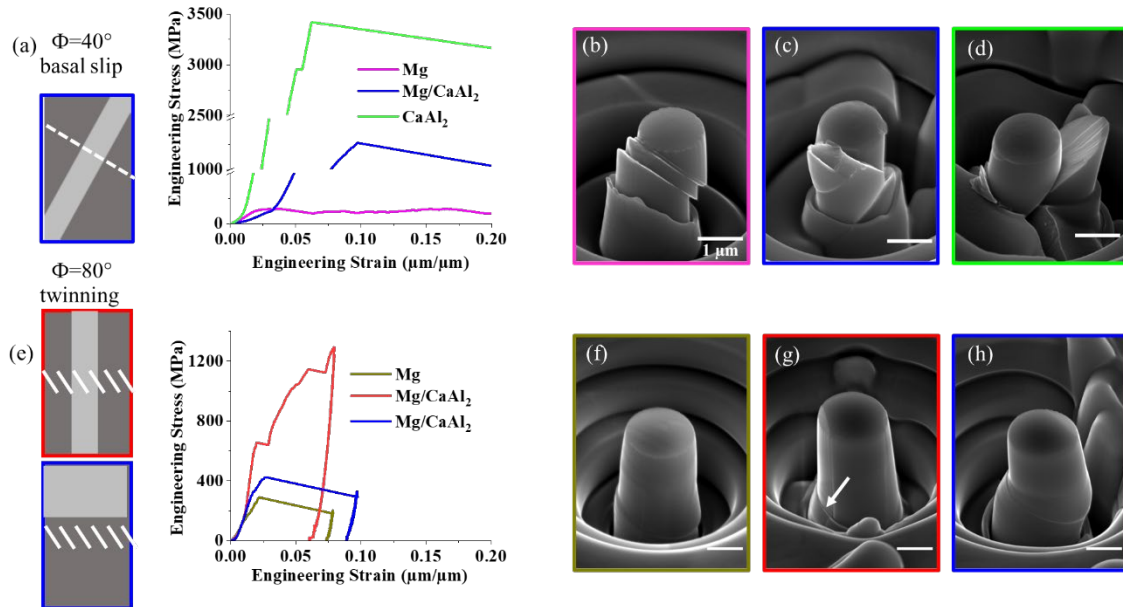 (a)
Φ=40°
basal slip
Engineering Stress (MPa)
3500
3000
2500
1000
0
0.00 0.05 0.10 0.15 0.20
Engineering Strain (µm/µm)
Mg
Mg/CaAl₂
CaAl₂
(b)
1 µm
(c)
(d)
Φ=80°
twinning
(e)
Engineering Stress (MPa)
1200
900
600
300
0
0.00 0.05 0.10 0.15 0.20
Engineering Strain (µm/µm)
Mg
Mg/CaAl₂
Mg/CaAl₂
(f)
(g)
(h)